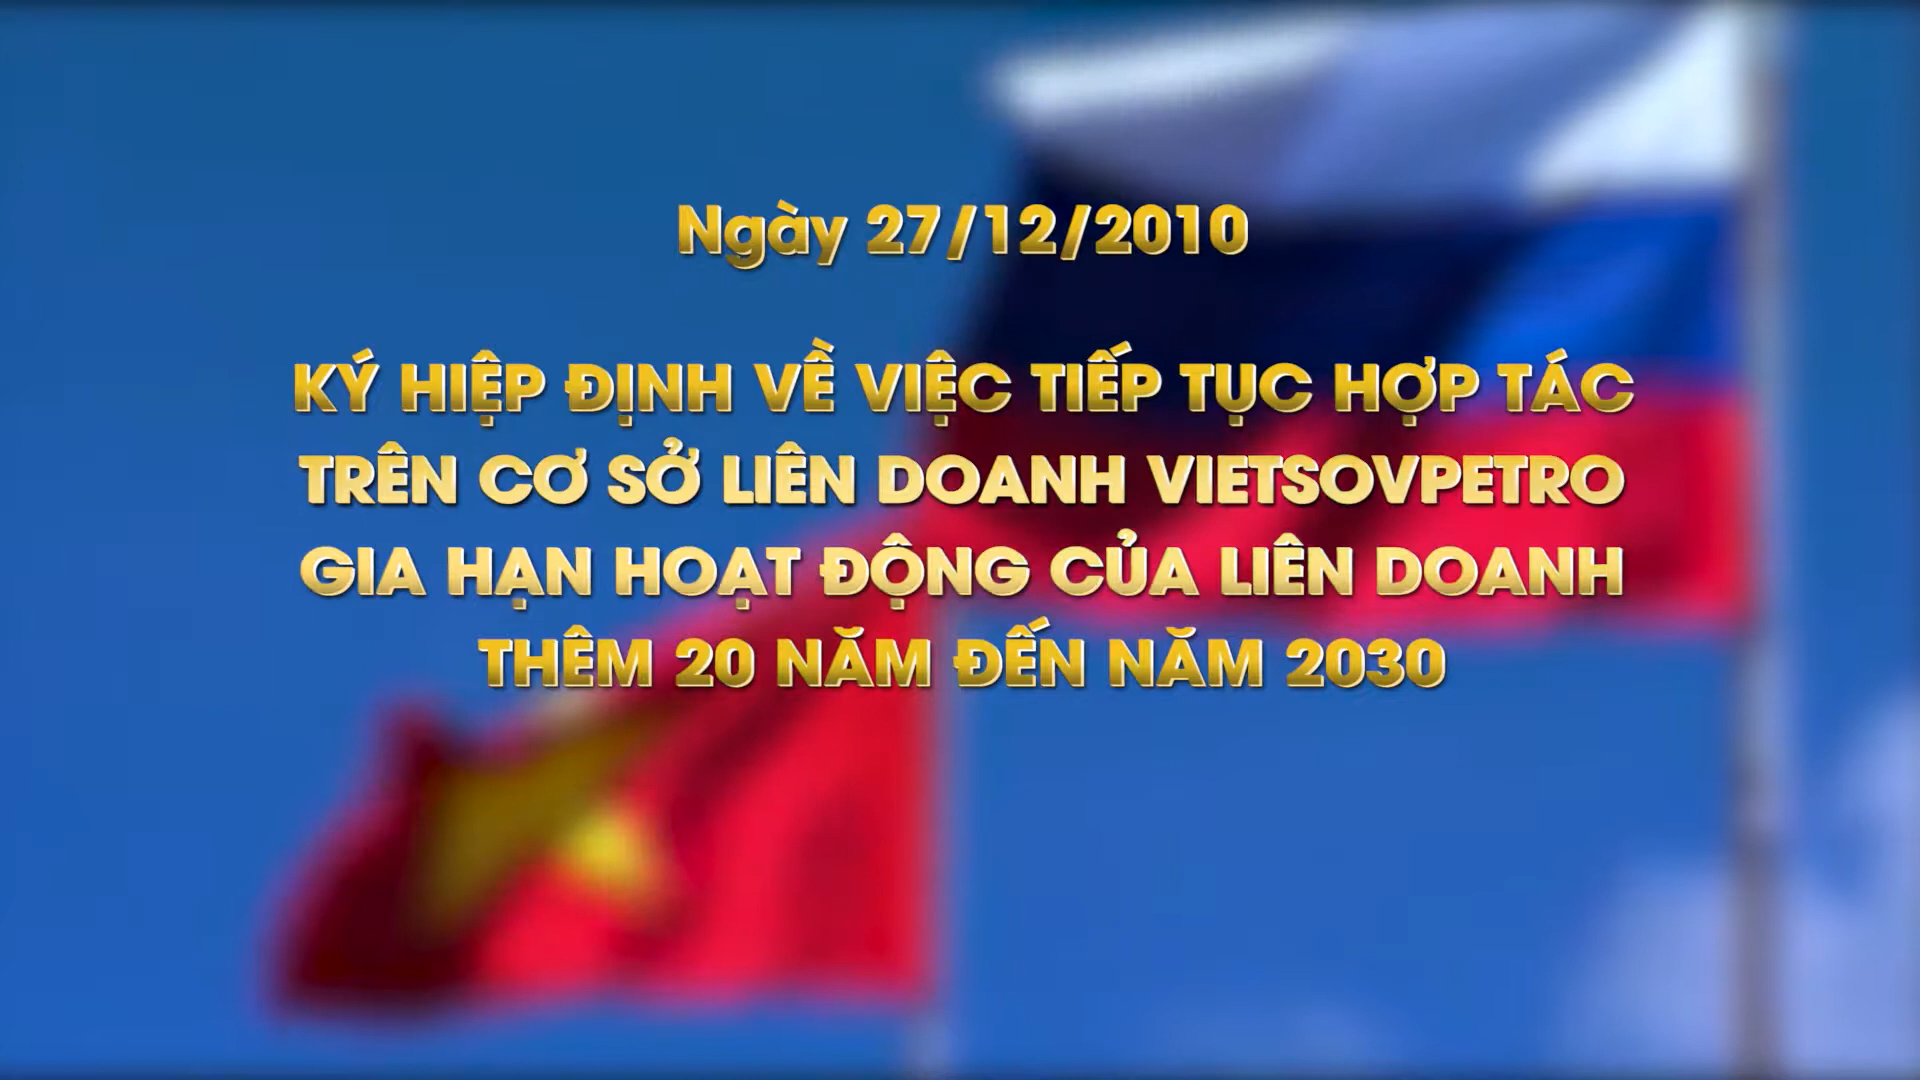 Ngày 27/12/2010
KÝ HIỆP ĐỊNH VỀ VIỆC TIẾP TỤC HỢP TÁC
TRÊN CƠ SỞ LIÊN DOANH VIETSOVPETRO
GIA HẠN HOẠT ĐỘNG CỦA LIÊN DOANH
THÊM 20 NĂM ĐẾN NĂM 2030